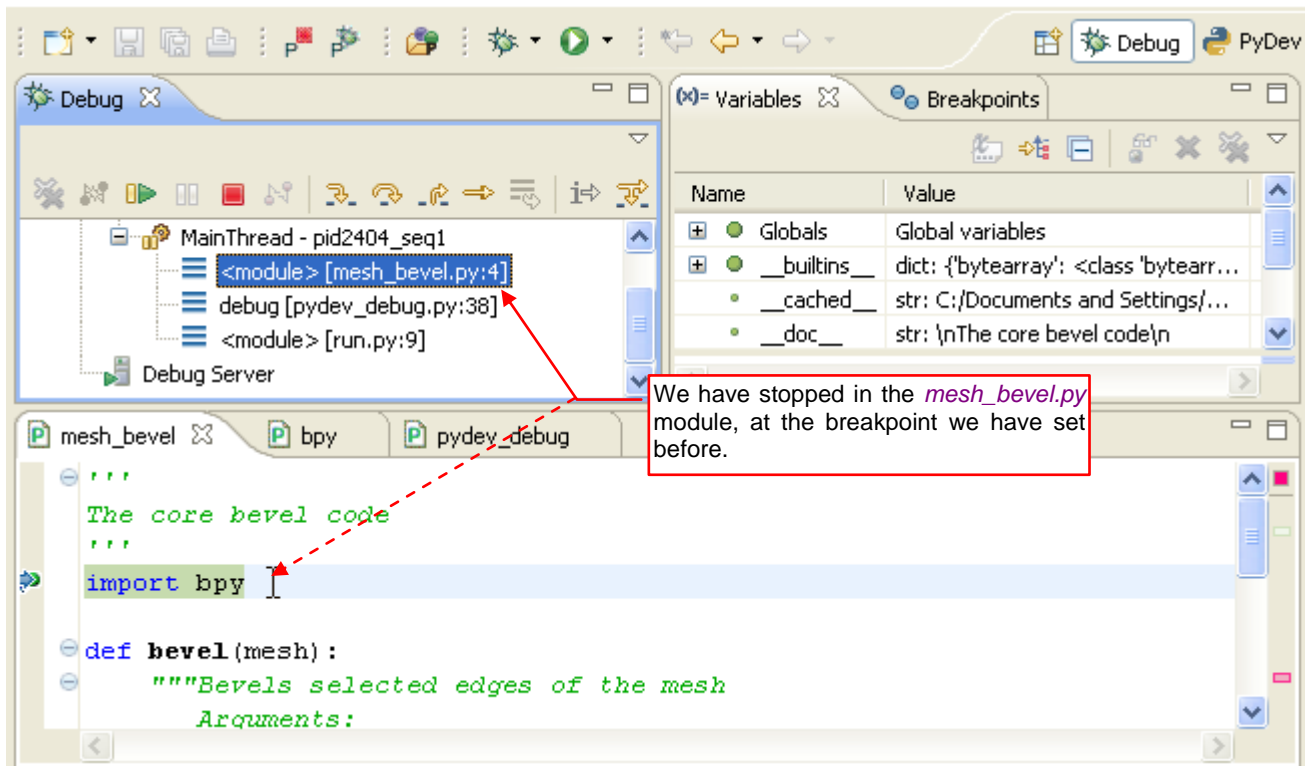 Debug PyDev
Debug
(x)= Variables Breakpoints
Name Value
MainThread - pid2404_seq1
<module> [mesh_bevel.py:4]
debug [pydev_debug.py:38]
<module> [run.py:9]
Debug Server
Globals Global variables
__builtins__ dict: {'bytearray': <class 'bytearr...
__cached__ str: C:/Documents and Settings/...
__doc__ str: \nThe core bevel code\n
We have stopped in the mesh_bevel.py
module, at the breakpoint we have set
before.
mesh_bevel bpy pydev_debug
'''
The core bevel code
'''
import bpy
def bevel(mesh):
"""Bevels selected edges of the mesh
Arguments: